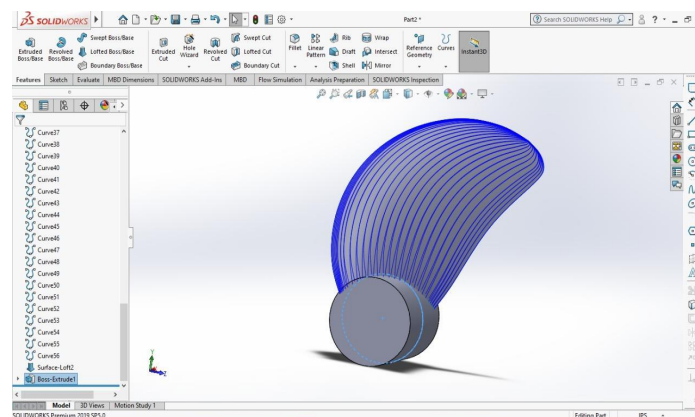 SOLIDWORKS
Part2 *
Search SOLIDWORKS Help
Extruded Boss/Base
Revolved Boss/Base
Swept Boss/Base
Lofted Boss/Base
Boundary Boss/Base
Extruded Cut
Hole Wizard
Revolved Cut
Swept Cut
Lofted Cut
Boundary Cut
Fillet
Linear Pattern
Rib
Draft
Shell
Wrap
Intersect
Mirror
Reference Geometry
Curves
Instant3D
Features Sketch Evaluate MBD Dimensions SOLIDWORKS Add-Ins MBD Flow Simulation Analysis Preparation SOLIDWORKS Inspection
Curve37
Curve38
Curve39
Curve40
Curve41
Curve42
Curve43
Curve44
Curve45
Curve46
Curve47
Curve48
Curve49
Curve50
Curve51
Curve52
Curve53
Curve54
Curve55
Curve56
Surface-Loft2
Boss-Extrude1
Y
Z
Model 3D Views Motion Study 1
SOLIDWORKS Premium 2019 SP5.0
Editing Part
IPS